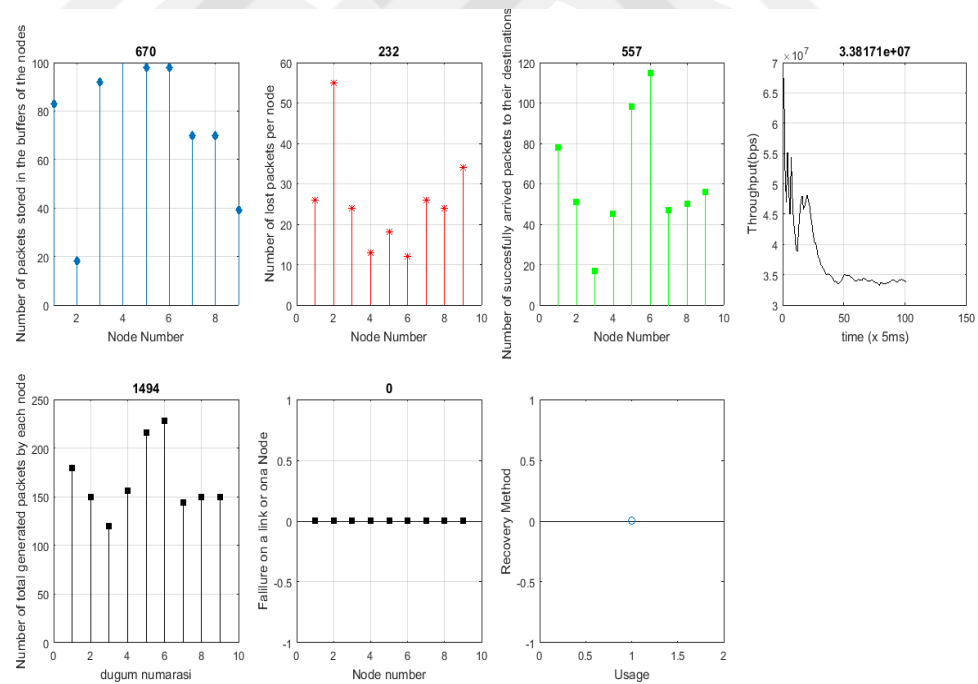 670
Number of packets stored in the buffers of the nodes
100
80
60
40
20
0
2 4 6 8
Node Number
232
Number of lost packets per node
60
50
40
30
20
10
0
0 2 4 6 8 10
Node Number
557
Number of succesfully arrived packets to their destinations
120
100
80
60
40
20
0
0 2 4 6 8 10
Node Number
3.38171e+07
×10^7
Throughput(bps)
7
6.5
6
5.5
5
4.5
4
3.5
3
0 50 100 150
time (x 5ms)
1494
Number of total generated packets by each node
250
200
150
100
50
0
0 2 4 6 8 10
dugum numarasi
0
Falilure on a link or ona Node
1
0.5
0
-0.5
-1
0 2 4 6 8 10
Node number
Recovery Method
1
0.5
0
-0.5
-1
0 0.5 1 1.5 2
Usage